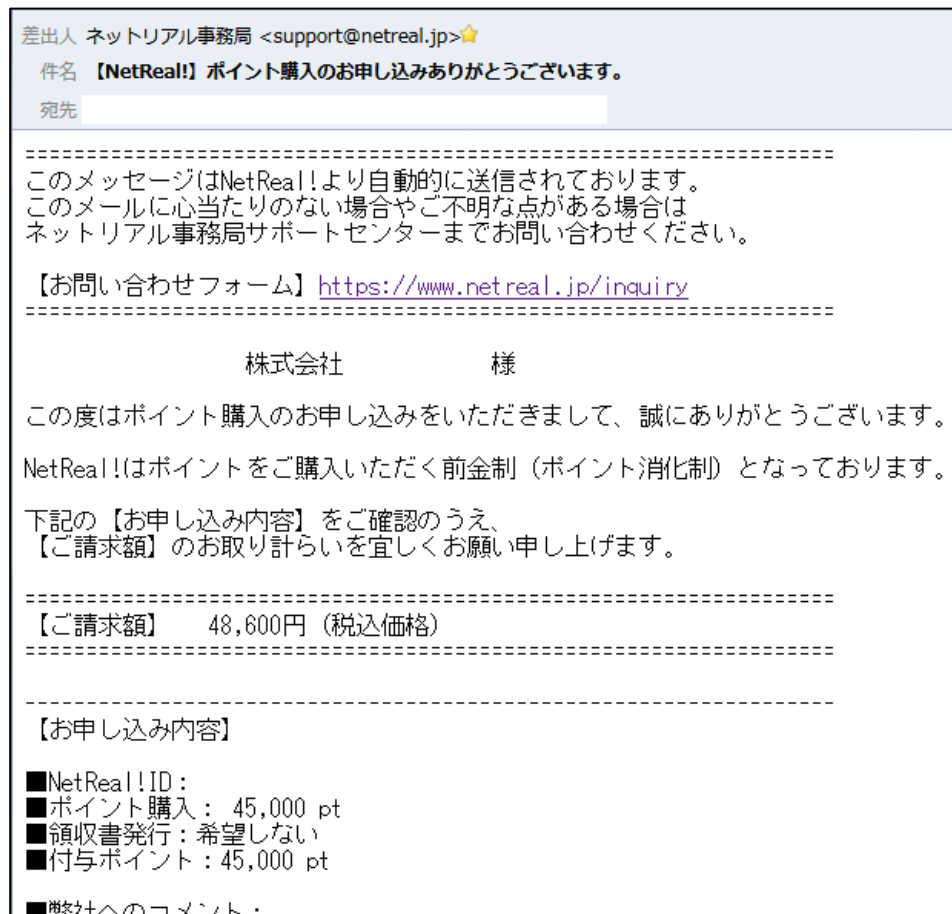 差出人 ネットリアル事務局 <support@netreal.jp>
件名 【NetReal!】ポイント購入のお申し込みありがとうございます。
宛先
==================================================================
このメッセージはNetReal!より自動的に送信されております。
このメールに心当たりのない場合やご不明な点がある場合は
ネットリアル事務局サポートセンターまでお問い合わせください。
【お問い合わせフォーム】https://www.netreal.jp/inquiry
==================================================================
株式会社 様
この度はポイント購入のお申し込みをいただきまして、誠にありがとうございます。
NetReal!はポイントをご購入いただく前金制（ポイント消化制）となっております。
下記の【お申し込み内容】をご確認のうえ、
【ご請求額】のお取り計らいを宜しくお願い申し上げます。
==================================================================
【ご請求額】 48,600円（税込価格）
==================================================================
------------------------------------------------------------------
【お申し込み内容】
■NetReal!ID：
■ポイント購入： 45,000 pt
■領収書発行：希望しない
■付与ポイント：45,000 pt
■弊社へのコメント：